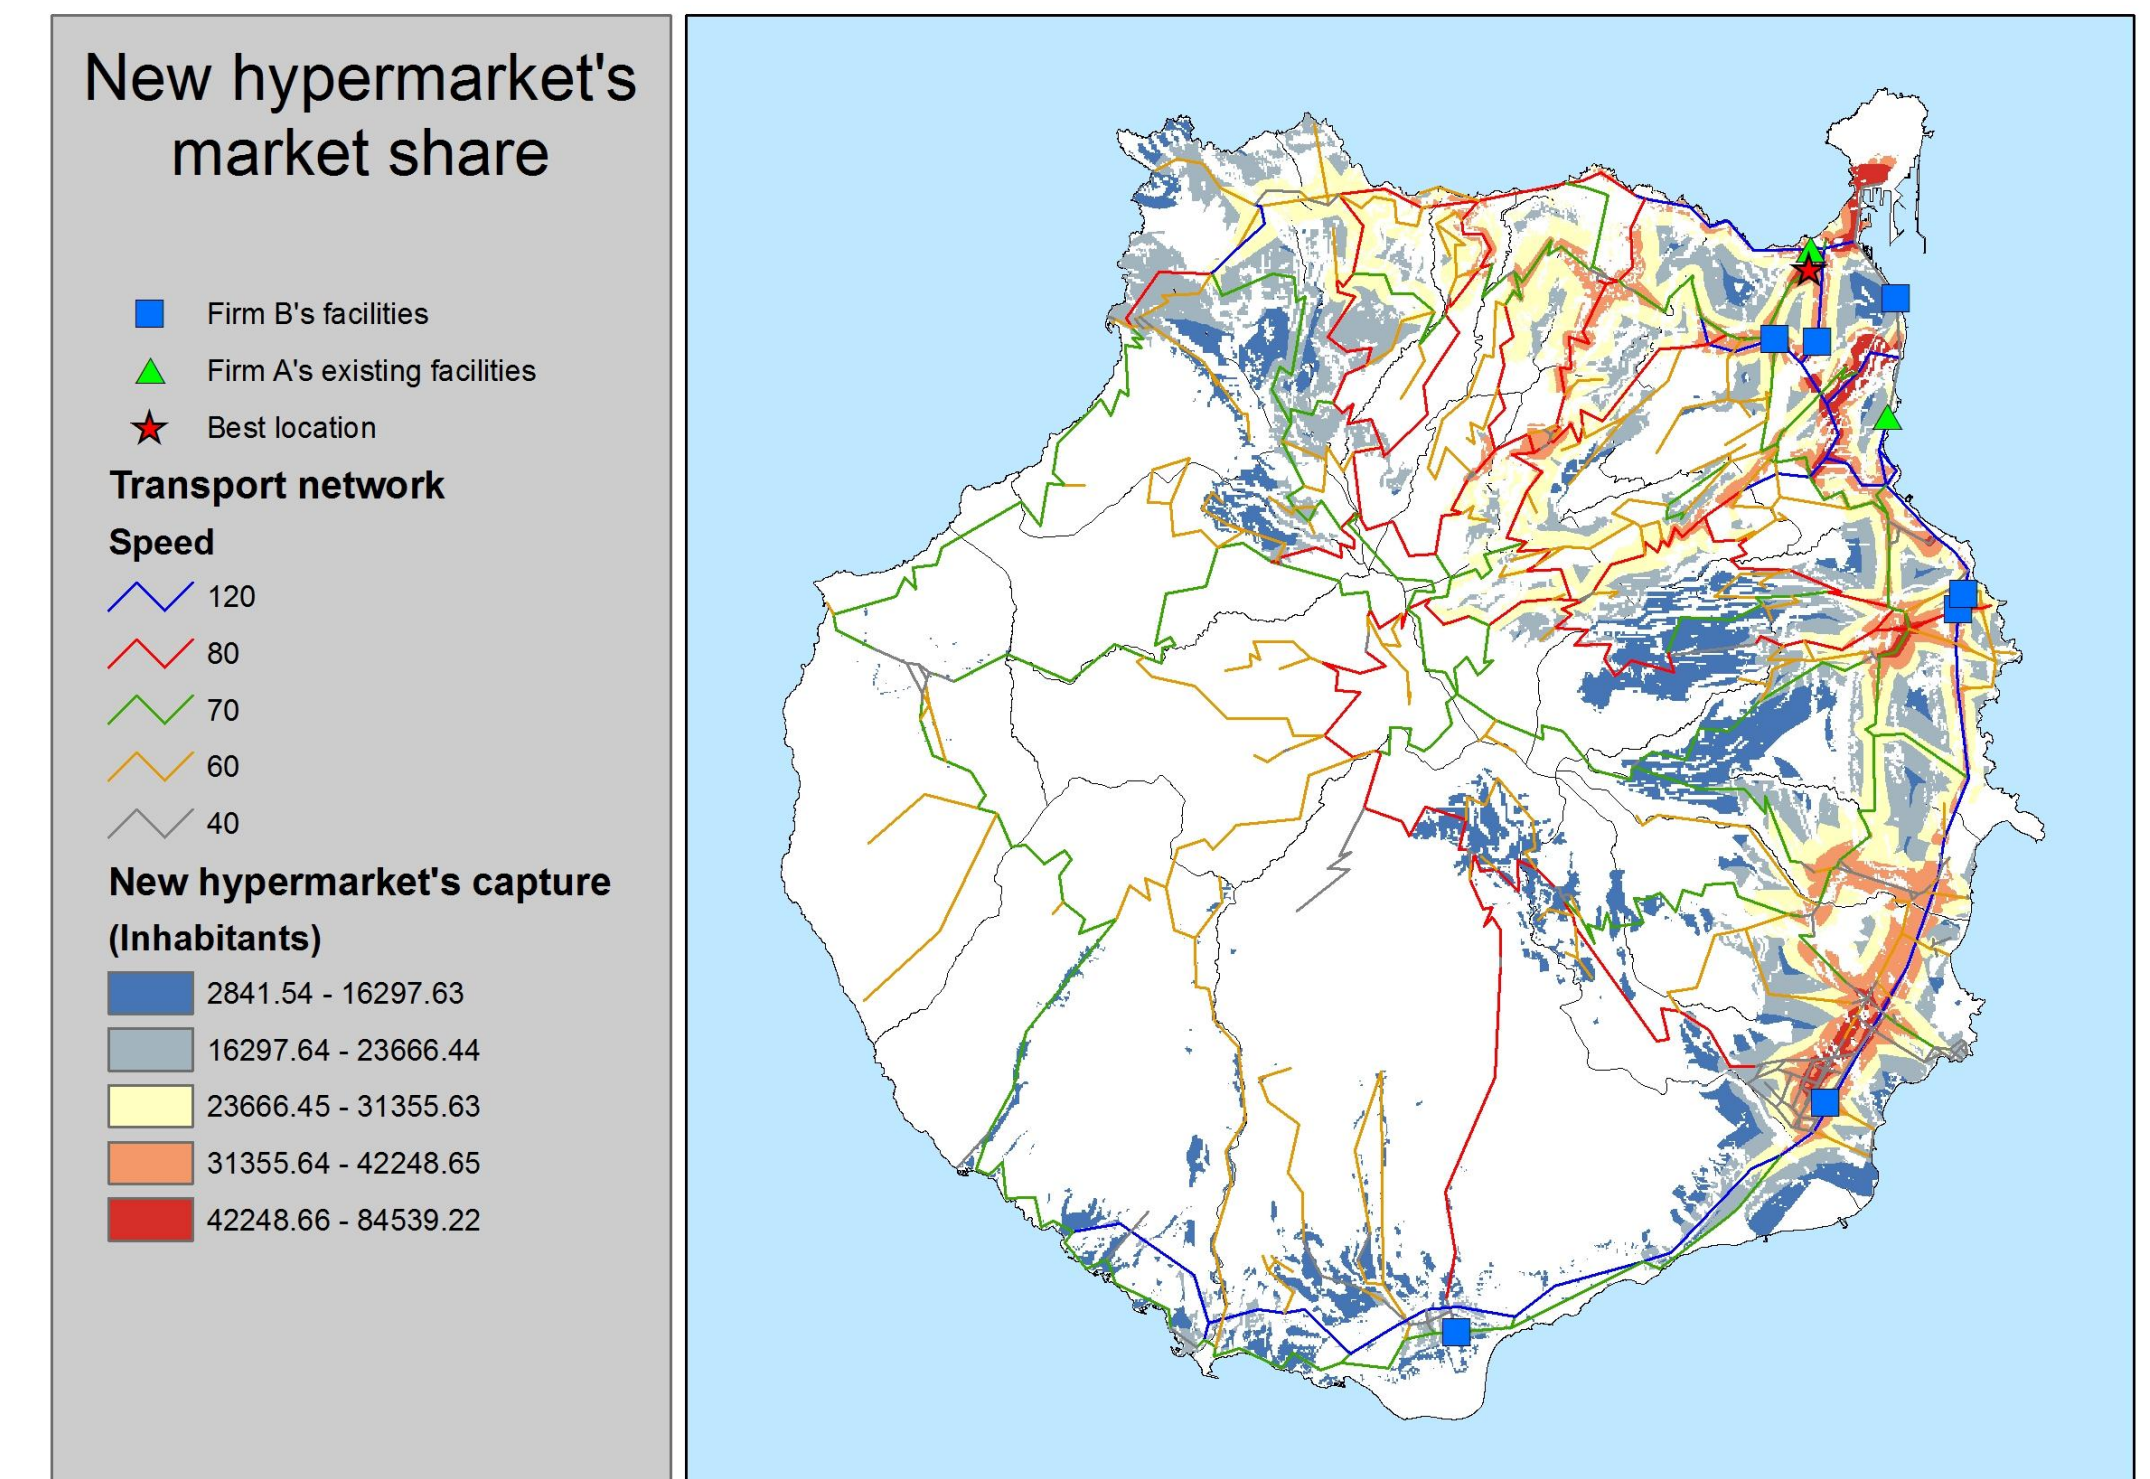 New hypermarket's
market share
Firm B's facilities
Firm A's existing facilities
Best location
Transport network
Speed
120
80
70
60
40
New hypermarket's capture
(Inhabitants)
2841.54 - 16297.63
16297.64 - 23666.44
23666.45 - 31355.63
31355.64 - 42248.65
42248.66 - 84539.22